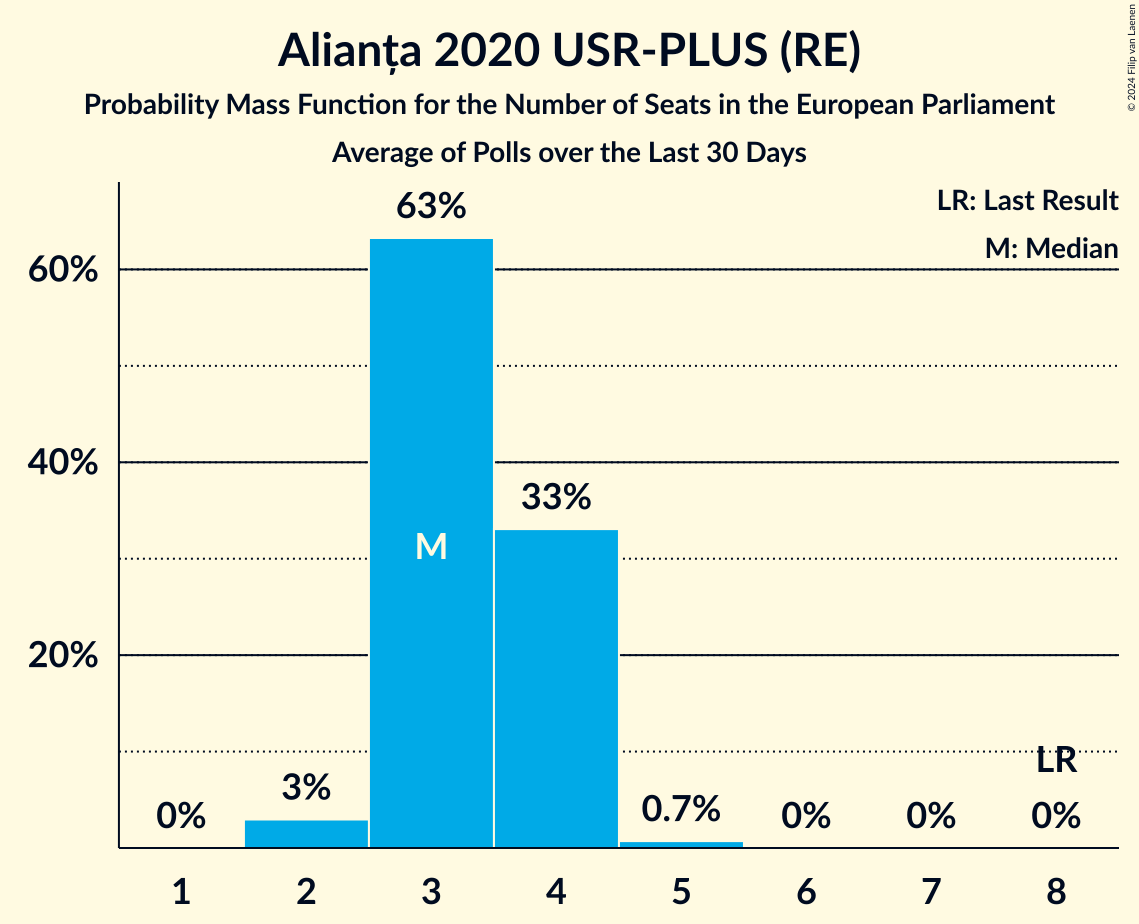 Alianța 2020 USR-PLUS (RE)
Probability Mass Function for the Number of Seats in the European Parliament
Average of Polls over the Last 30 Days
© 2024 Filip van Laenen
LR: Last Result
M: Median
60%
40%
20%
0%
3%
63%
M
33%
0.7%
0%
0%
LR
0%
1 2 3 4 5 6 7 8